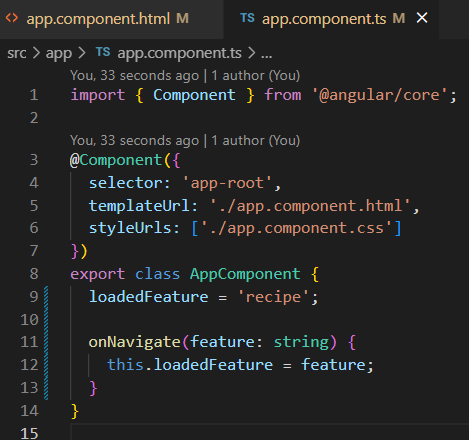 <> app.component.html M TS app.component.ts M ×
src > app > TS app.component.ts > ...
You, 33 seconds ago | 1 author (You)
1 import { Component } from '@angular/core';
2
You, 33 seconds ago | 1 author (You)
3 @Component({
4   selector: 'app-root',
5   templateUrl: './app.component.html',
6   styleUrls: ['./app.component.css']
7 })
8 export class AppComponent {
9   loadedFeature = 'recipe';
10
11   onNavigate(feature: string) {
12     this.loadedFeature = feature;
13   }
14 }
15